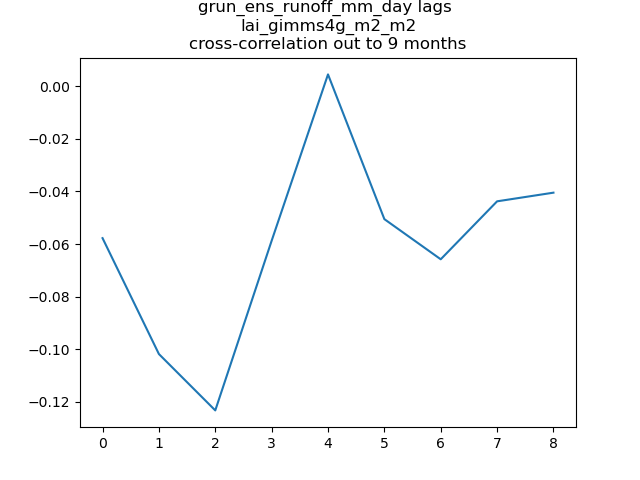 grun_ens_runoff_mm_day lags
lai_gimms4g_m2_m2
cross-correlation out to 9 months
0.00
−0.02
−0.04
−0.06
−0.08
−0.10
−0.12
0 1 2 3 4 5 6 7 8